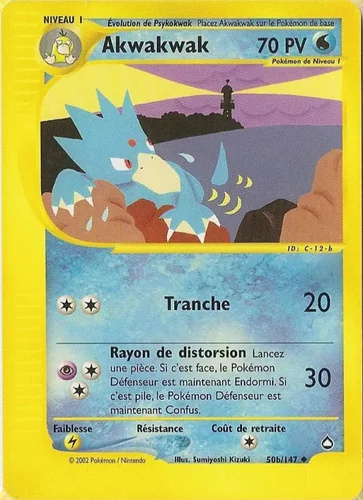 NIVEAU 1
Évolution de Psykokwak Placez Akwakwak sur le Pokémon de base
Akwakwak 70 PV
Pokémon de Niveau 1
ID: C-12-b
Tranche 20
Rayon de distorsion Lancez
une pièce. Si c'est face, le Pokémon
Défenseur est maintenant Endormi. Si
c'est pile, le Pokémon Défenseur est
maintenant Confus.
30
Faiblesse Résistance Coût de retraite
© 2002 Pokémon / Nintendo Illus. Sumiyoshi Kizuki 50b/147